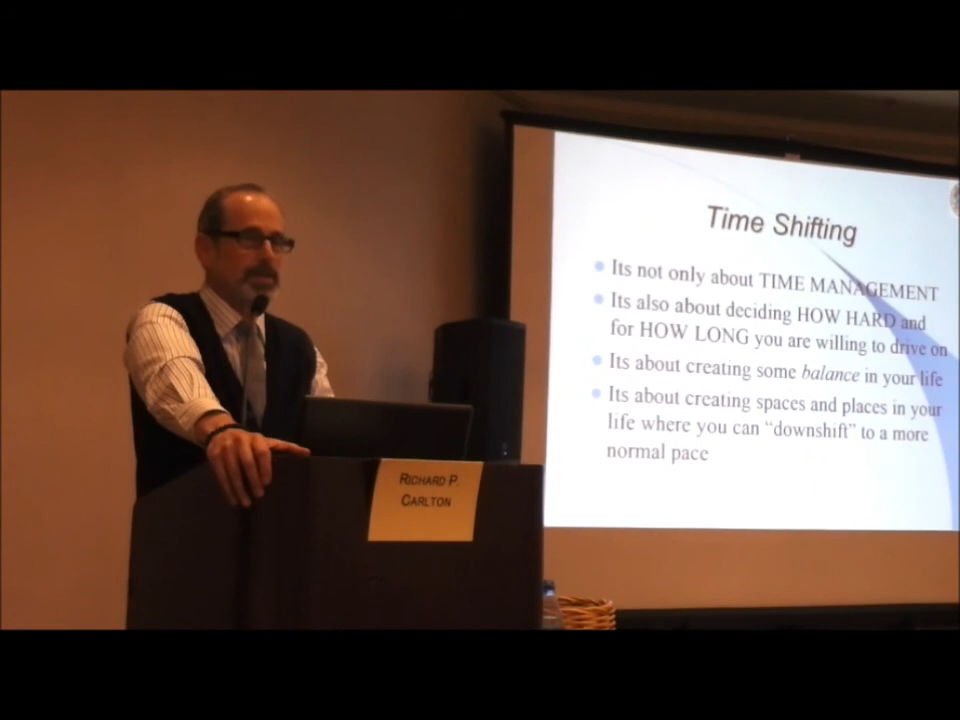 Time Shifting
Its not only about TIME MANAGEMENT
Its also about deciding HOW HARD and
for HOW LONG you are willing to drive on
Its about creating some balance in your life
Its about creating spaces and places in your
life where you can “downshift” to a more
normal pace
RICHARD P.
CARLTON